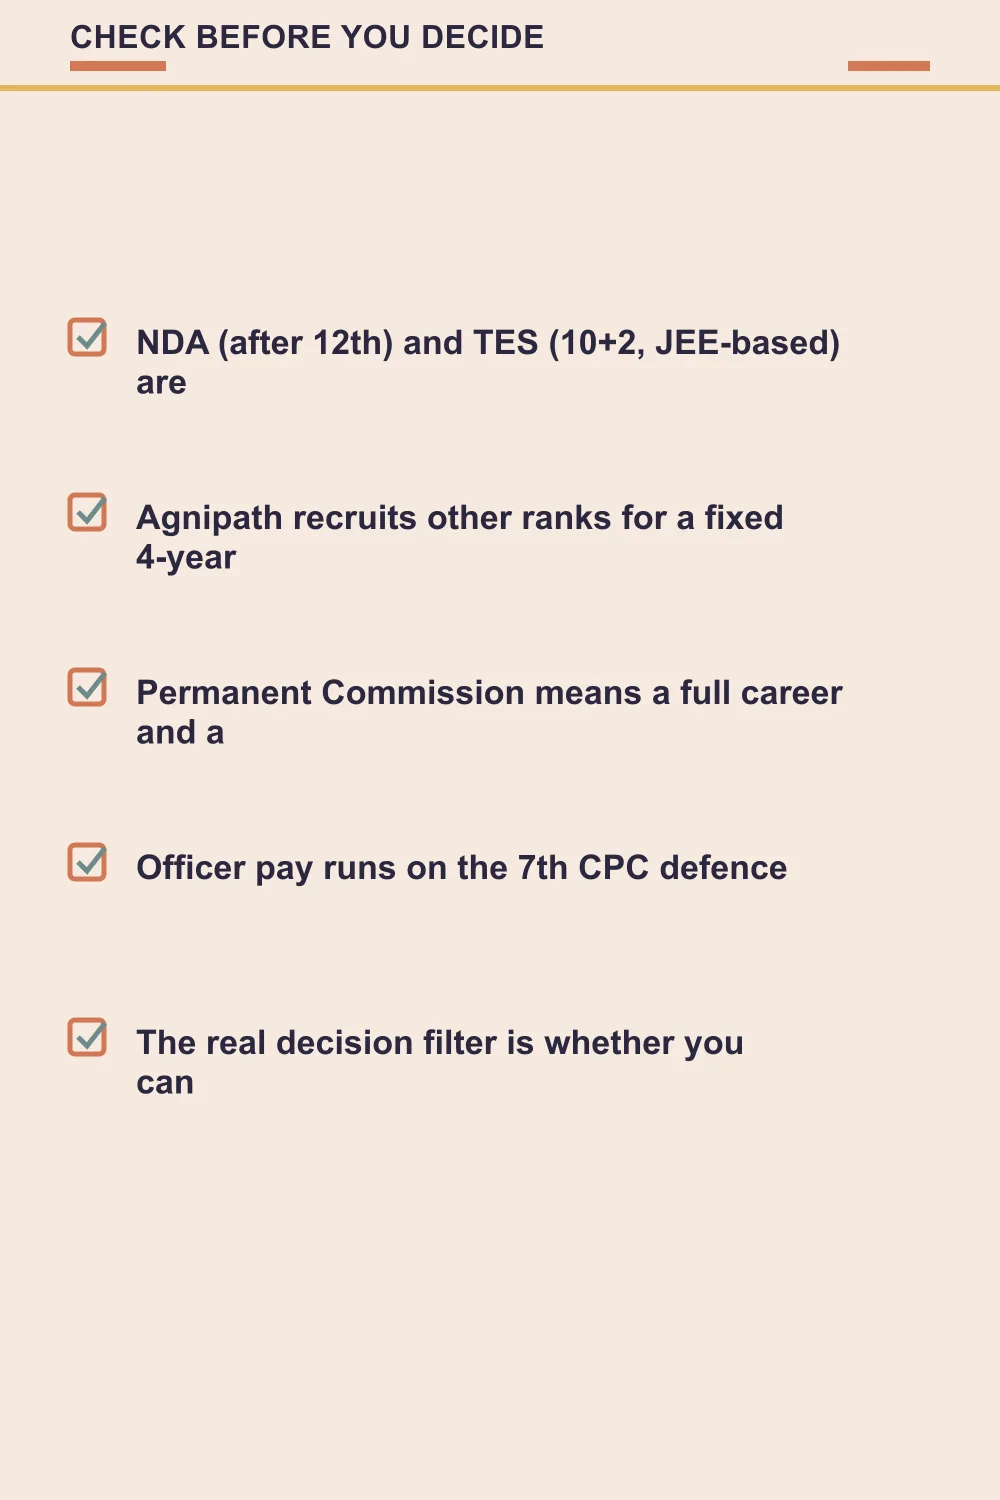 CHECK BEFORE YOU DECIDE
NDA (after 12th) and TES (10+2, JEE-based)
are
Agnipath recruits other ranks for a fixed
4-year
Permanent Commission means a full career
and a
Officer pay runs on the 7th CPC defence
The real decision filter is whether you
can